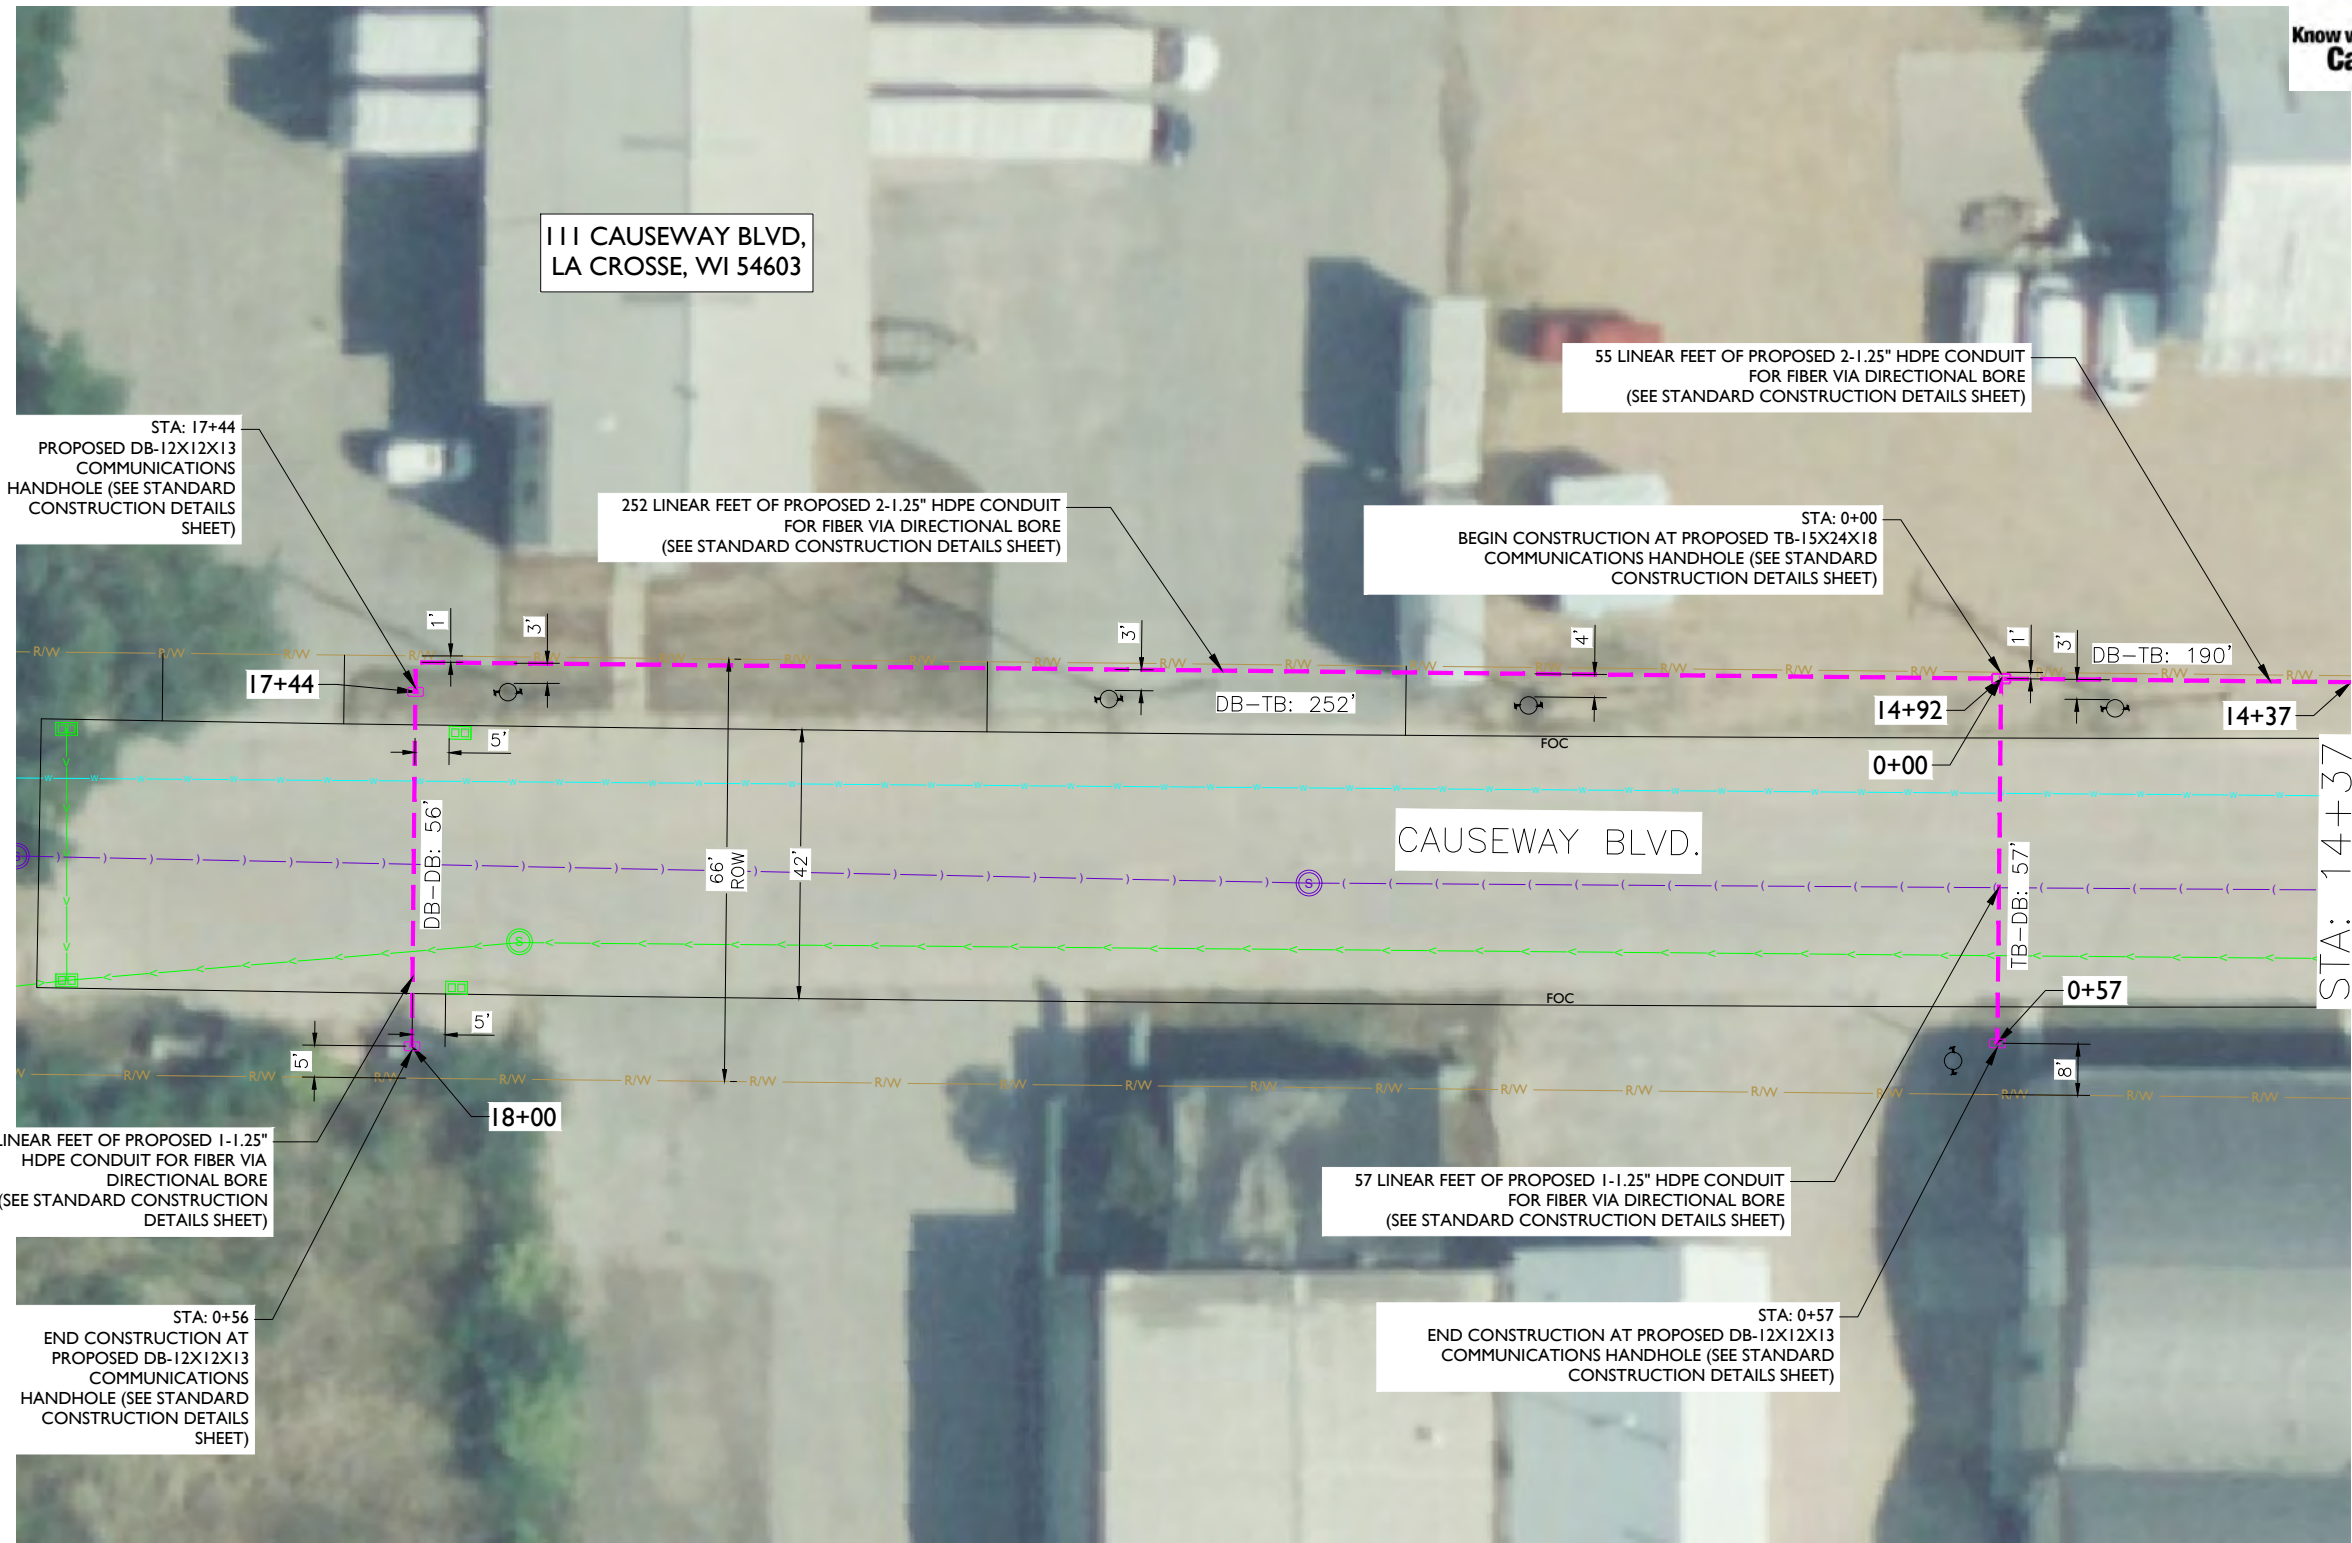 Know
111 CAUSEWAY BLVD,
LA CROSSE, WI 54603
55 LINEAR FEET OF PROPOSED 2-1.25" HDPE CONDUIT
FOR FIBER VIA DIRECTIONAL BORE
(SEE STANDARD CONSTRUCTION DETAILS SHEET)
STA: 17+44
PROPOSED DB-12X12X13
COMMUNICATIONS
HANDHOLE (SEE STANDARD
CONSTRUCTION DETAILS
SHEET)
252 LINEAR FEET OF PROPOSED 2-1.25" HDPE CONDUIT
FOR FIBER VIA DIRECTIONAL BORE
(SEE STANDARD CONSTRUCTION DETAILS SHEET)
STA: 0+00
BEGIN CONSTRUCTION AT PROPOSED TB-15X24X18
COMMUNICATIONS HANDHOLE (SEE STANDARD
CONSTRUCTION DETAILS SHEET)
1'
3'
3'
4'
1'
3'
DB-TB: 190'
R/W R/W R/W R/W R/W R/W R/W R/W R/W R/W R/W R/W R/W R/W R/W R/W R/W R/W R/W
17+44
DB-TB: 252'
14+92
14+37
5'
FOC
0+00
STA: 14+37
DB-DB: 56'
66'
ROW
42'
CAUSEWAY BLVD.
S
S
TB-DB: 57'
S
FOC
0+57
5'
5'
8'
R/W R/W R/W R/W R/W R/W R/W R/W R/W R/W R/W R/W R/W R/W R/W R/W R/W R/W
18+00
LINEAR FEET OF PROPOSED 1-1.25"
HDPE CONDUIT FOR FIBER VIA
DIRECTIONAL BORE
(SEE STANDARD CONSTRUCTION
DETAILS SHEET)
57 LINEAR FEET OF PROPOSED 1-1.25" HDPE CONDUIT
FOR FIBER VIA DIRECTIONAL BORE
(SEE STANDARD CONSTRUCTION DETAILS SHEET)
STA: 0+56
END CONSTRUCTION AT
PROPOSED DB-12X12X13
COMMUNICATIONS
HANDHOLE (SEE STANDARD
CONSTRUCTION DETAILS
SHEET)
STA: 0+57
END CONSTRUCTION AT PROPOSED DB-12X12X13
COMMUNICATIONS HANDHOLE (SEE STANDARD
CONSTRUCTION DETAILS SHEET)